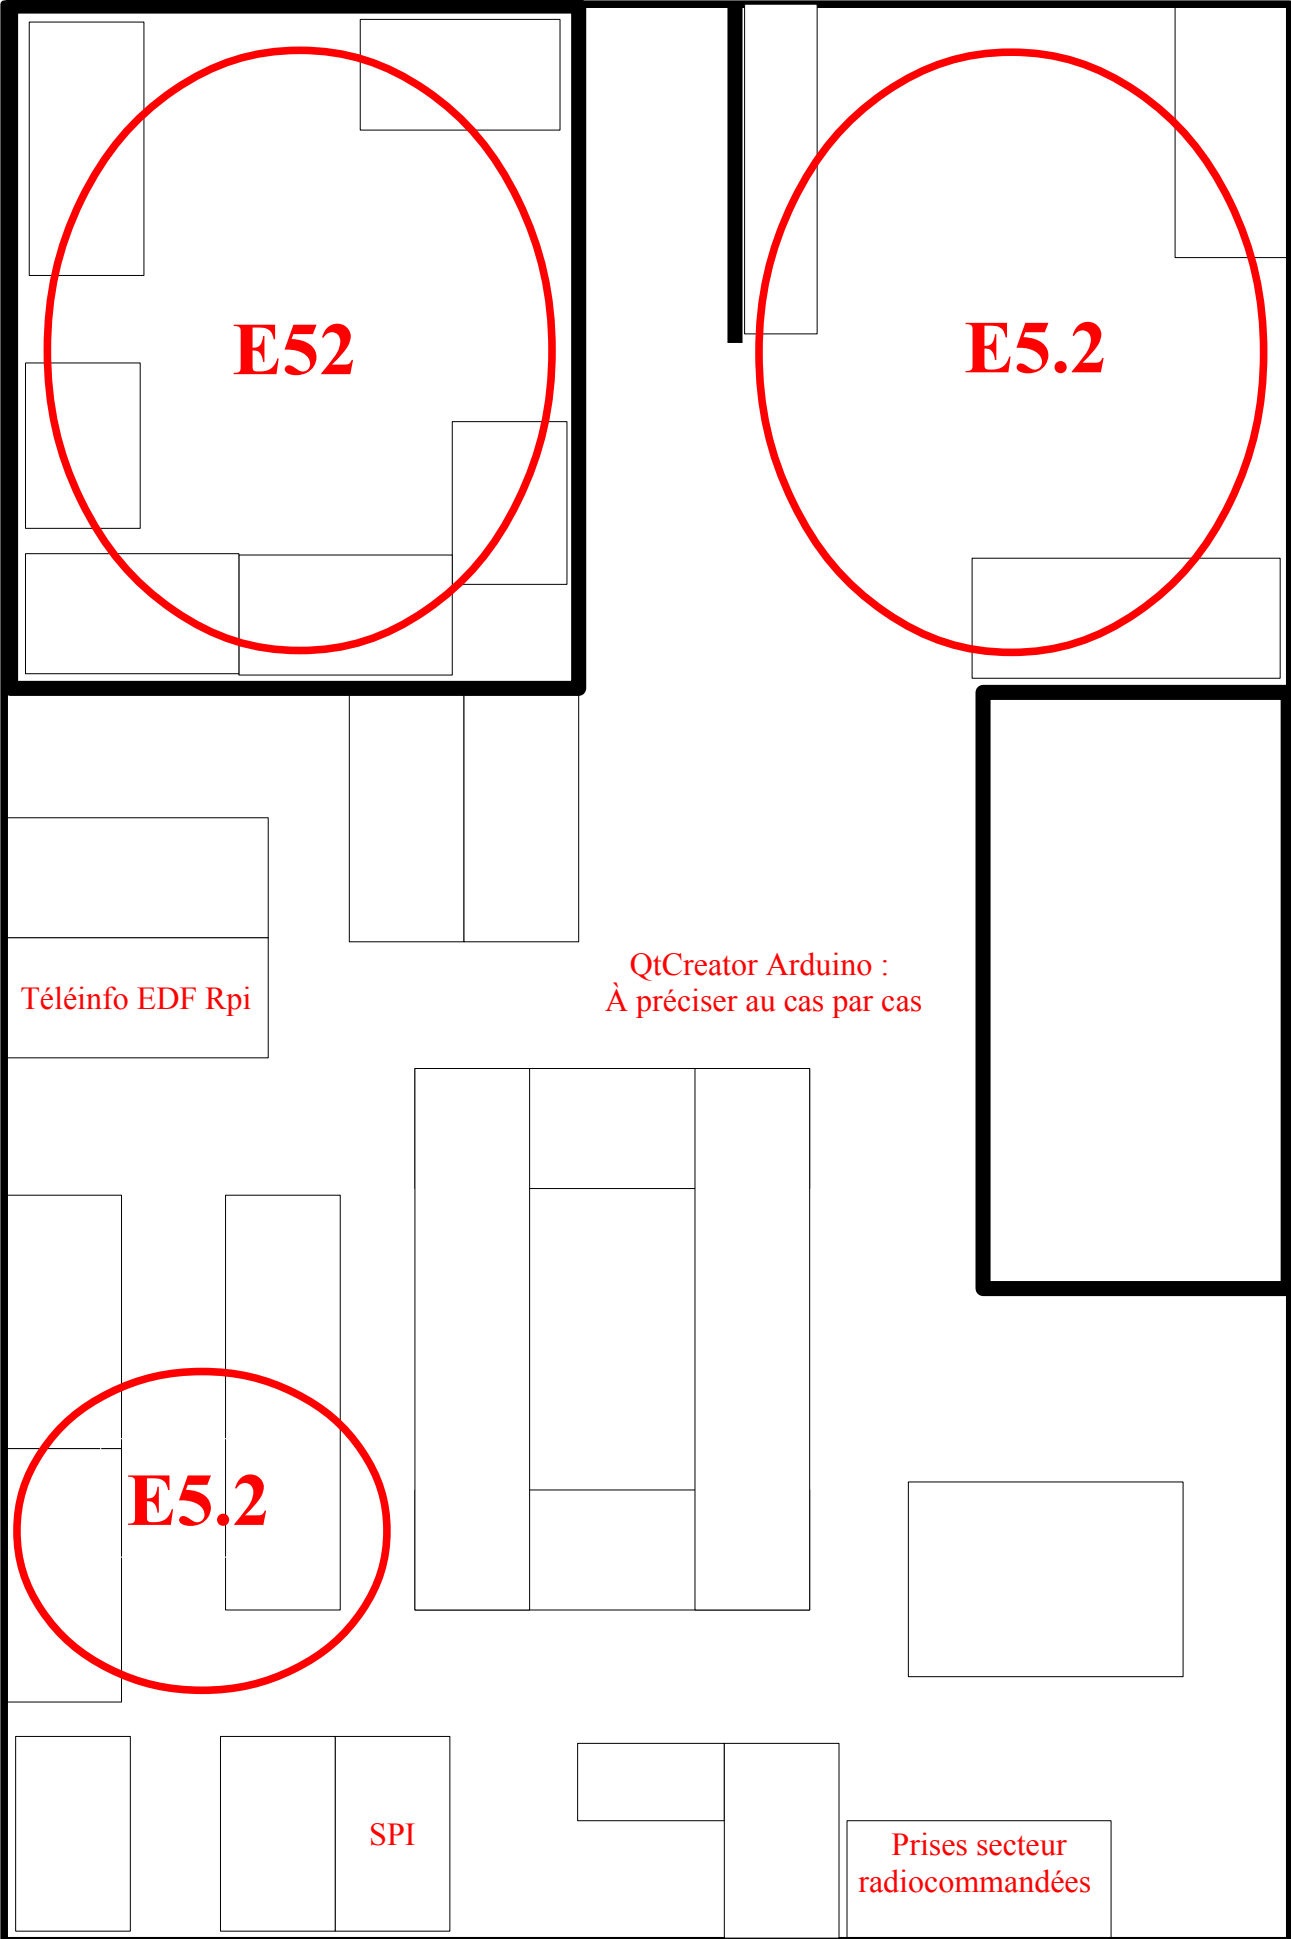 E52
E5.2
QtCreator Arduino :
À préciser au cas par cas
Téléinfo EDF Rpi
E5.2
SPI
Prises secteur
radiocommandées